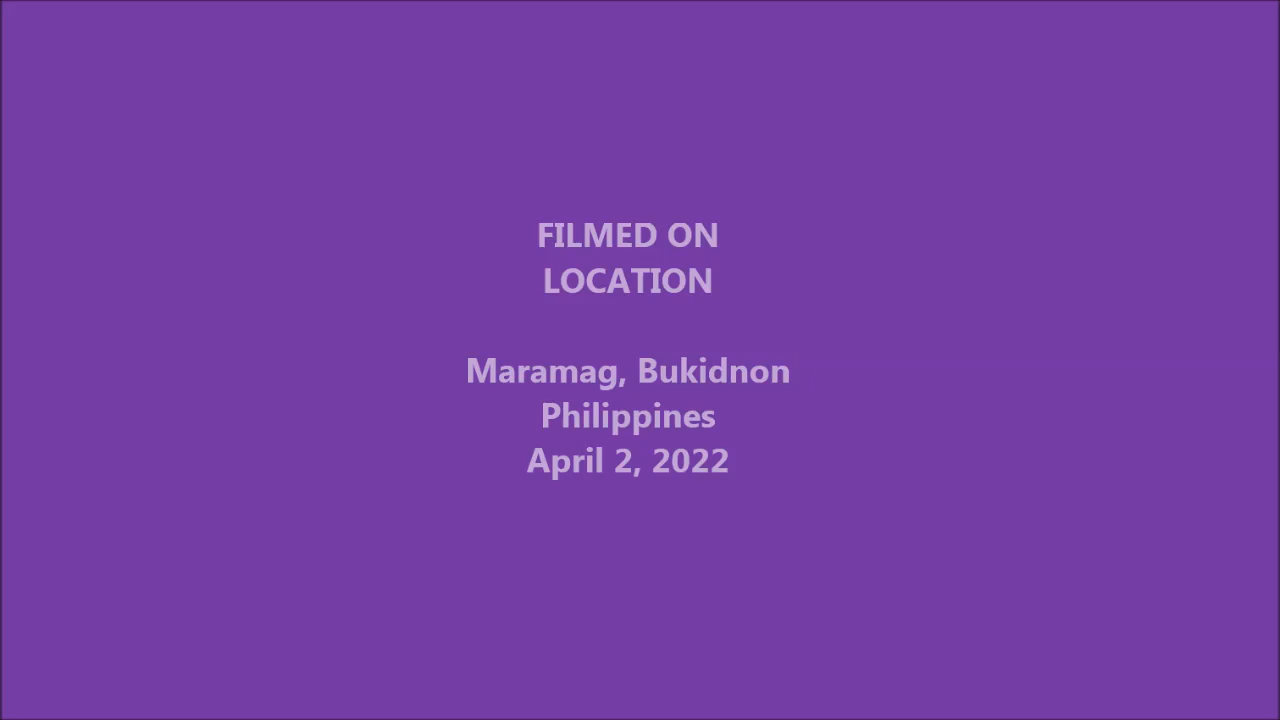 FILMED ON
LOCATION
Maramag, Bukidnon
Philippines
April 2, 2022